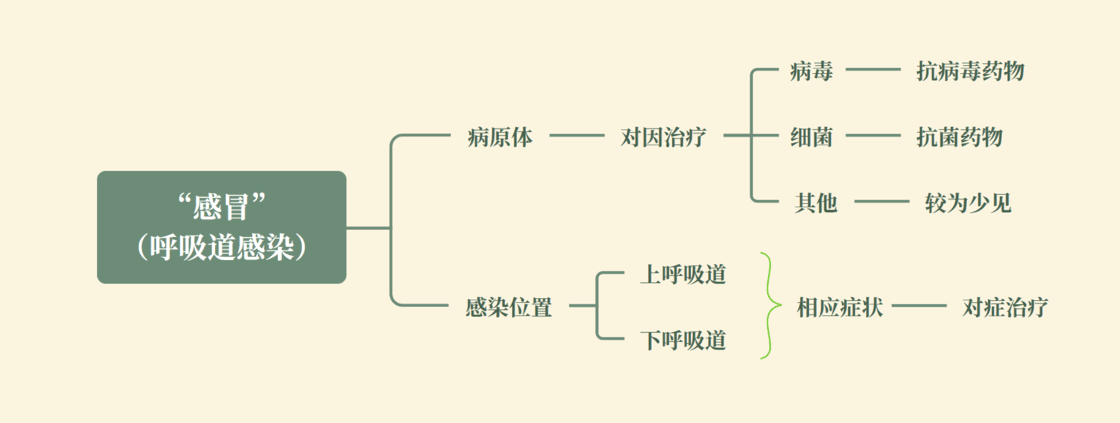 “感冒”
（呼吸道感染）
病原体
对因治疗
病毒
抗病毒药物
细菌
抗菌药物
其他
较为少见
感染位置
上呼吸道
下呼吸道
相应症状
对症治疗